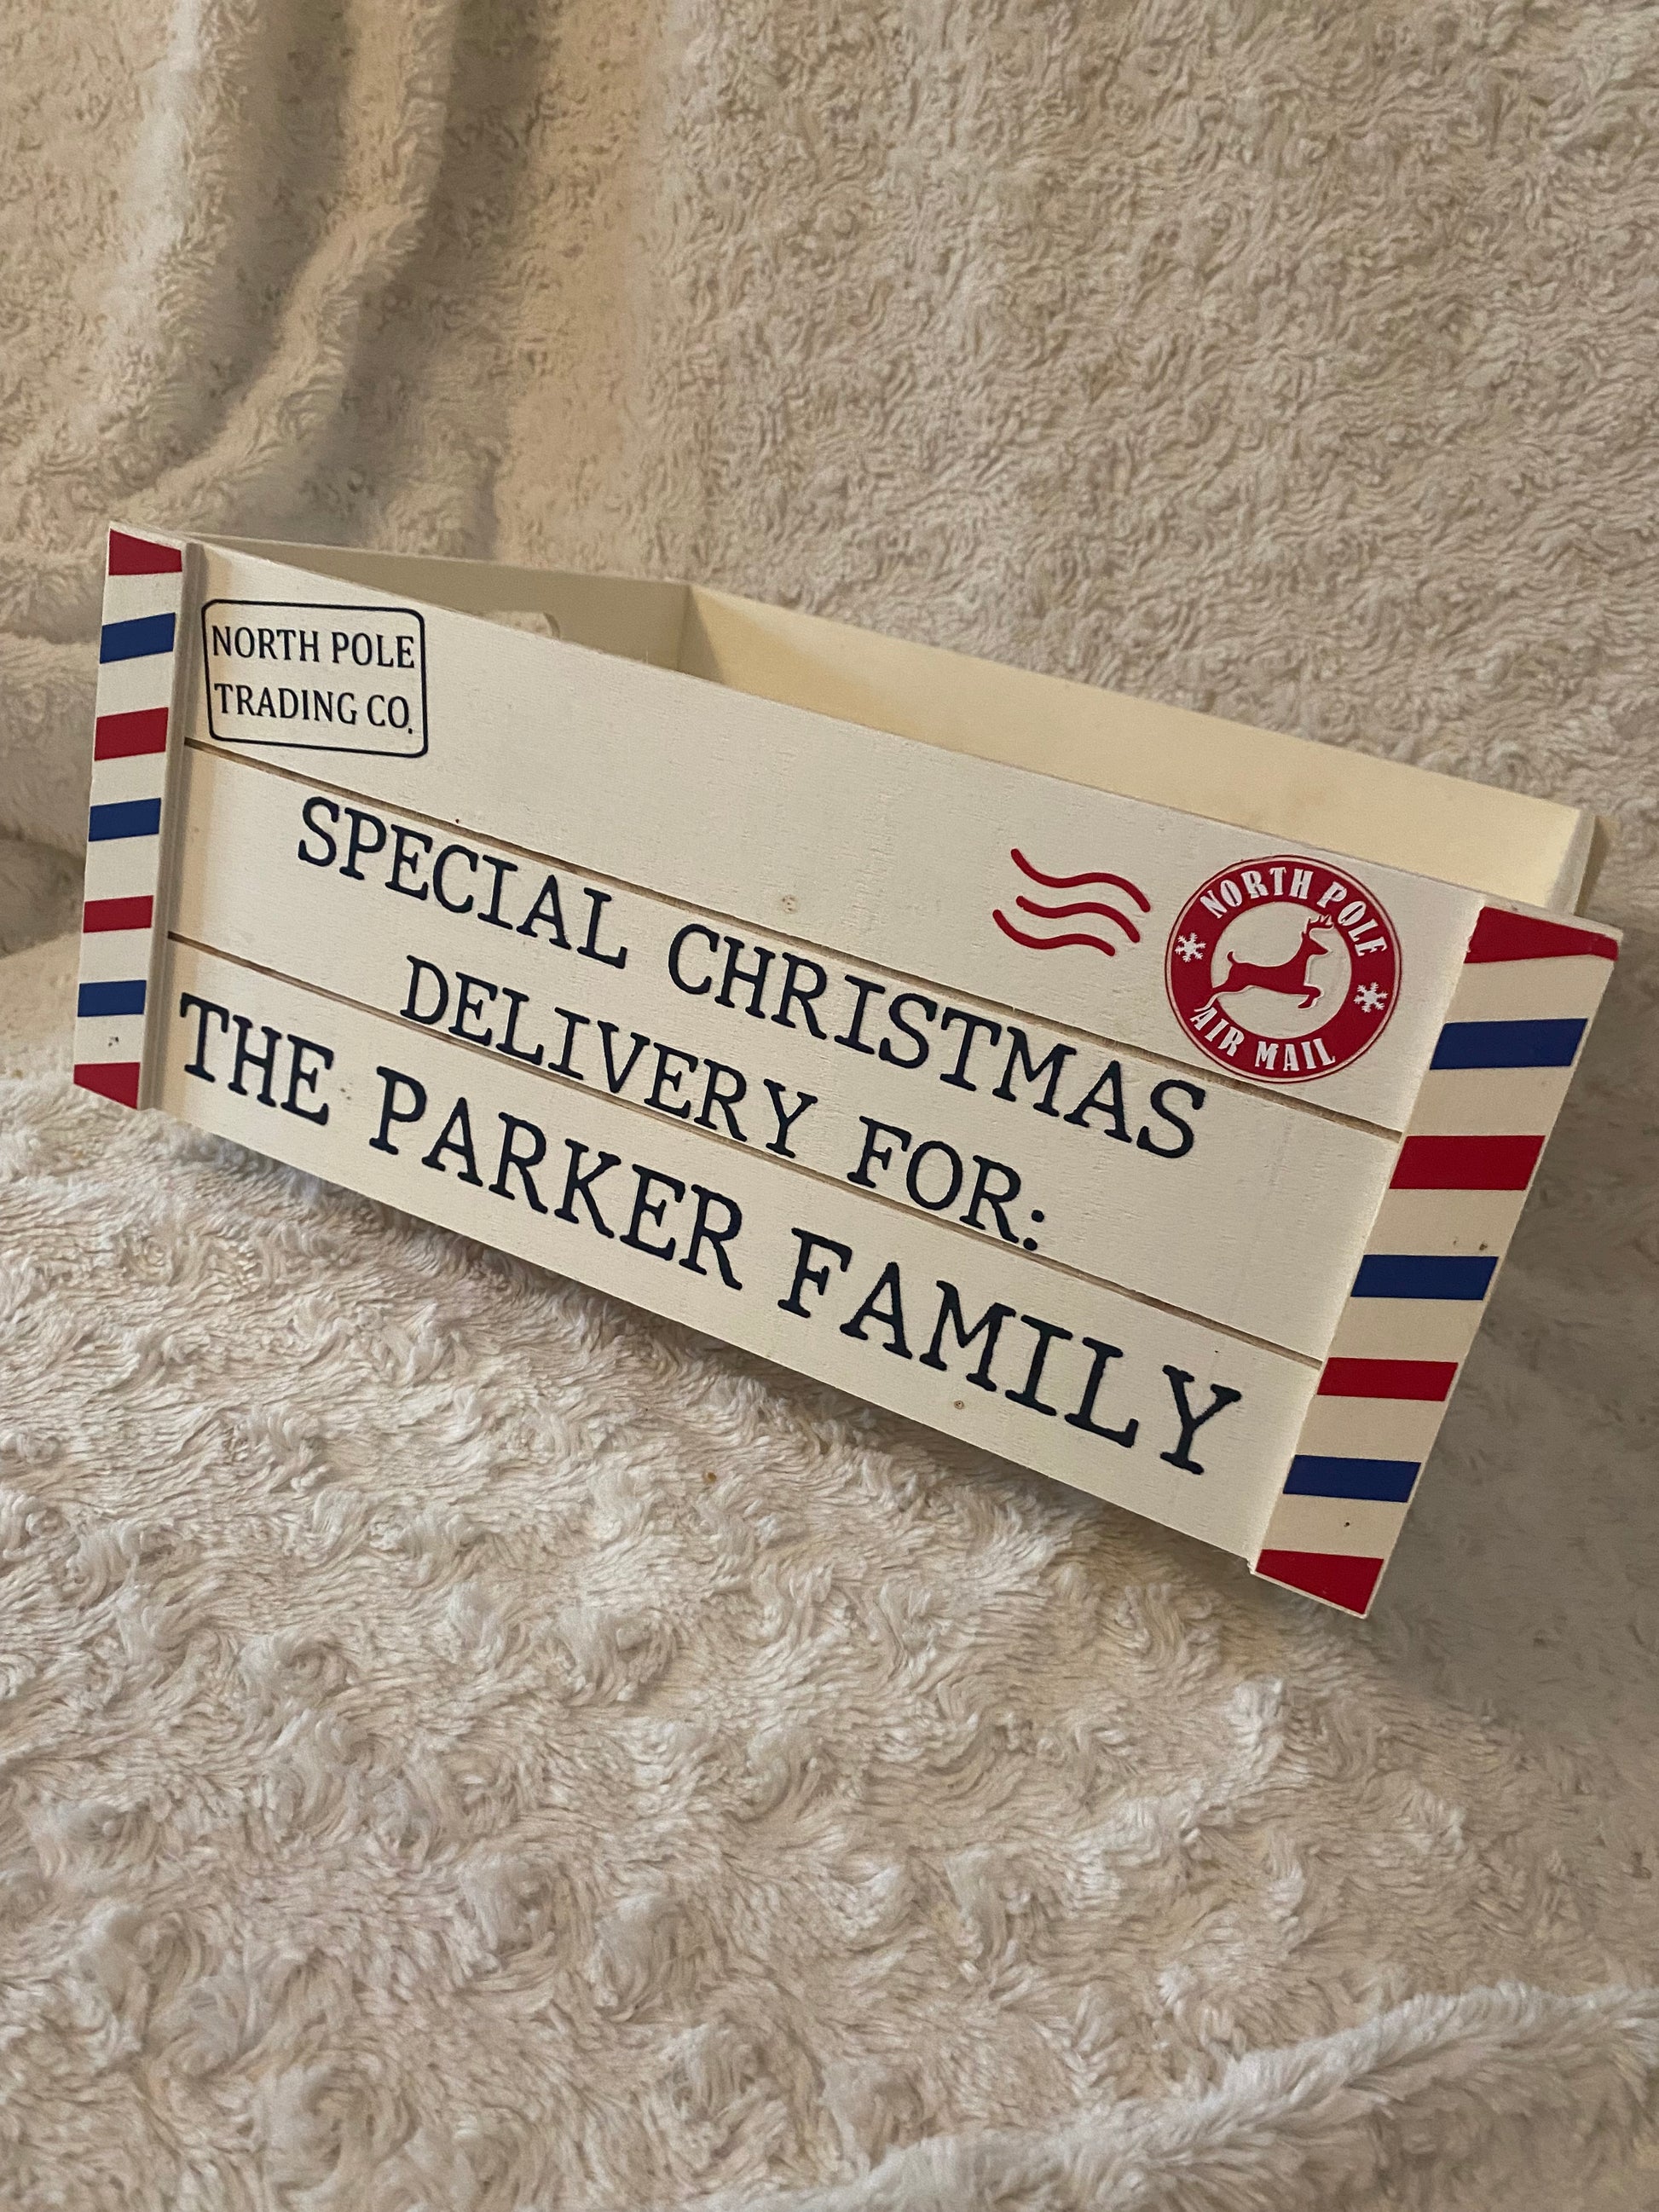 NORTH POLE
TRADING CO.
NORTH POLE
AIR MAIL
SPECIAL CHRISTMAS
DELIVERY FOR:
THE PARKER FAMILY